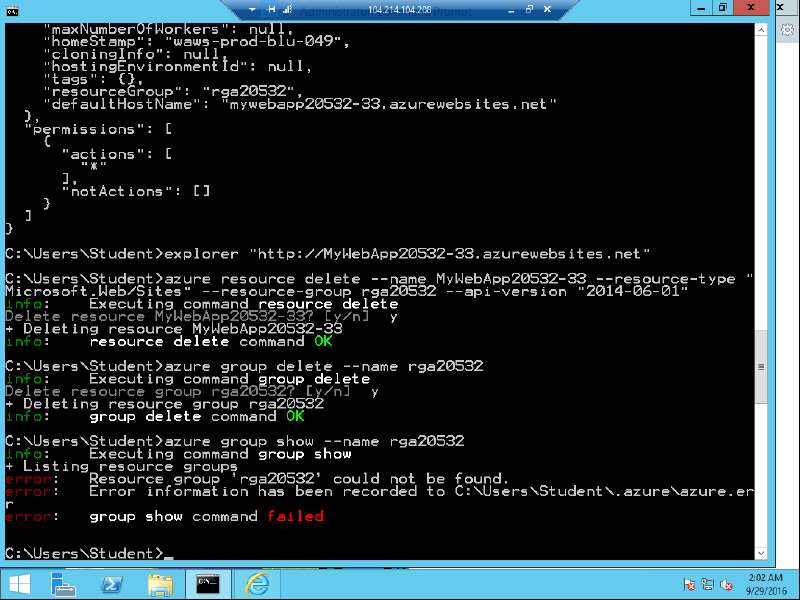 104.214.104.208
"maxNumberOfWorkers": null,
"homeStamp": "waws-prod-blu-049",
"cloningInfo": null,
"hostingEnvironmentId": null,
"tags": {},
"resourceGroup": "rga20532",
"defaultHostName": "mywebapp20532-33.azurewebsites.net"
},
"permissions": [
{
"actions": [
"*"
],
"notActions": []
}
]
}
C:\Users\Student>explorer "http://MyWebApp20532-33.azurewebsites.net"
C:\Users\Student>azure resource delete --name MyWebApp20532-33 --resource-type "
Microsoft.Web/Sites" --resource-group rga20532 --api-version "2014-06-01"
info: Executing command resource delete
Delete resource MyWebApp20532-33? [y/n] y
+ Deleting resource MyWebApp20532-33
info: resource delete command OK
C:\Users\Student>azure group delete --name rga20532
info: Executing command group delete
Delete resource group rga20532? [y/n] y
+ Deleting resource group rga20532
info: group delete command OK
C:\Users\Student>azure group show --name rga20532
info: Executing command group show
+ Listing resource groups
error: Resource group 'rga20532' could not be found.
error: Error information has been recorded to C:\Users\Student\.azure\azure.er
r
error: group show command failed
C:\Users\Student>_
2:02 AM
9/29/2016